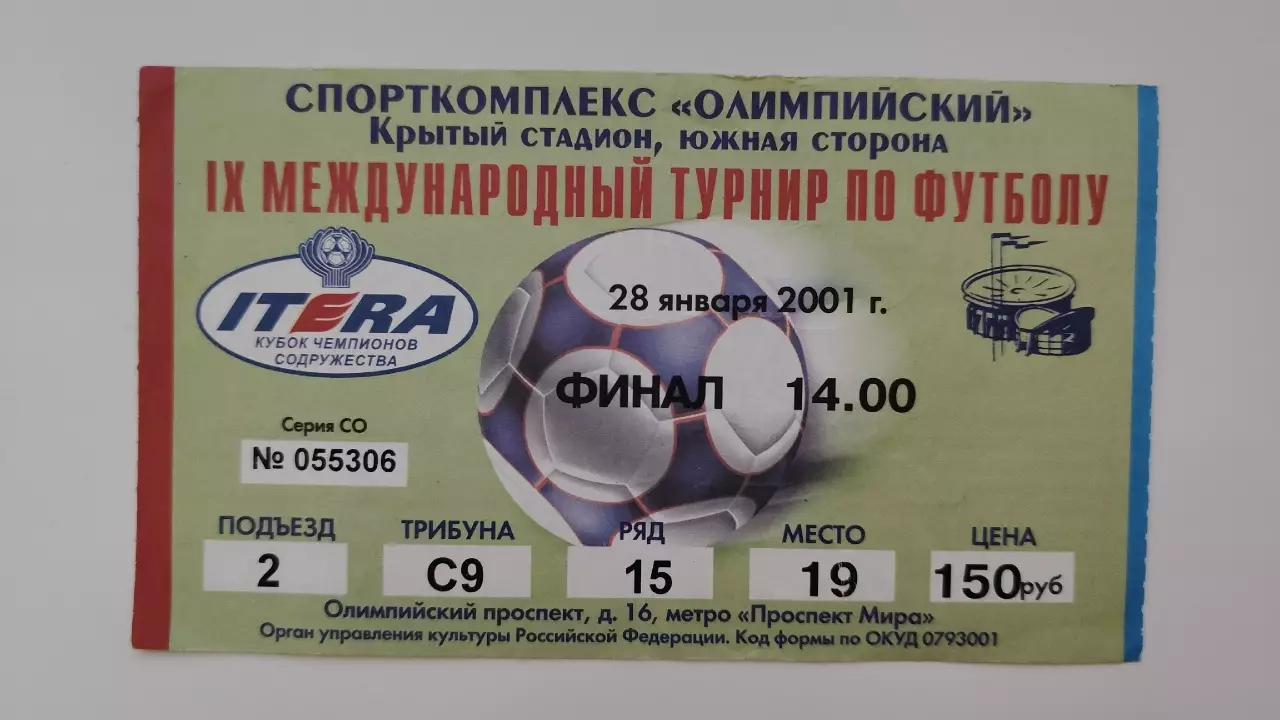 СПОРТКОМПЛЕКС «ОЛИМПИЙСКИЙ»
Крытый стадион, южная сторона
IX МЕЖДУНАРОДНЫЙ ТУРНИР ПО ФУТБОЛУ
ITERA
КУБОК ЧЕМПИОНОВ
СОДРУЖЕСТВА
28 января 2001 г.
ФИНАЛ 14.00
Серия СО
№ 055306
ПОДЪЕЗД ТРИБУНА РЯД МЕСТО ЦЕНА
2 С9 15 19 150руб
Олимпийский проспект, д. 16, метро «Проспект Мира»
Орган управления культуры Российской Федерации. Код формы по ОКУД 0793001